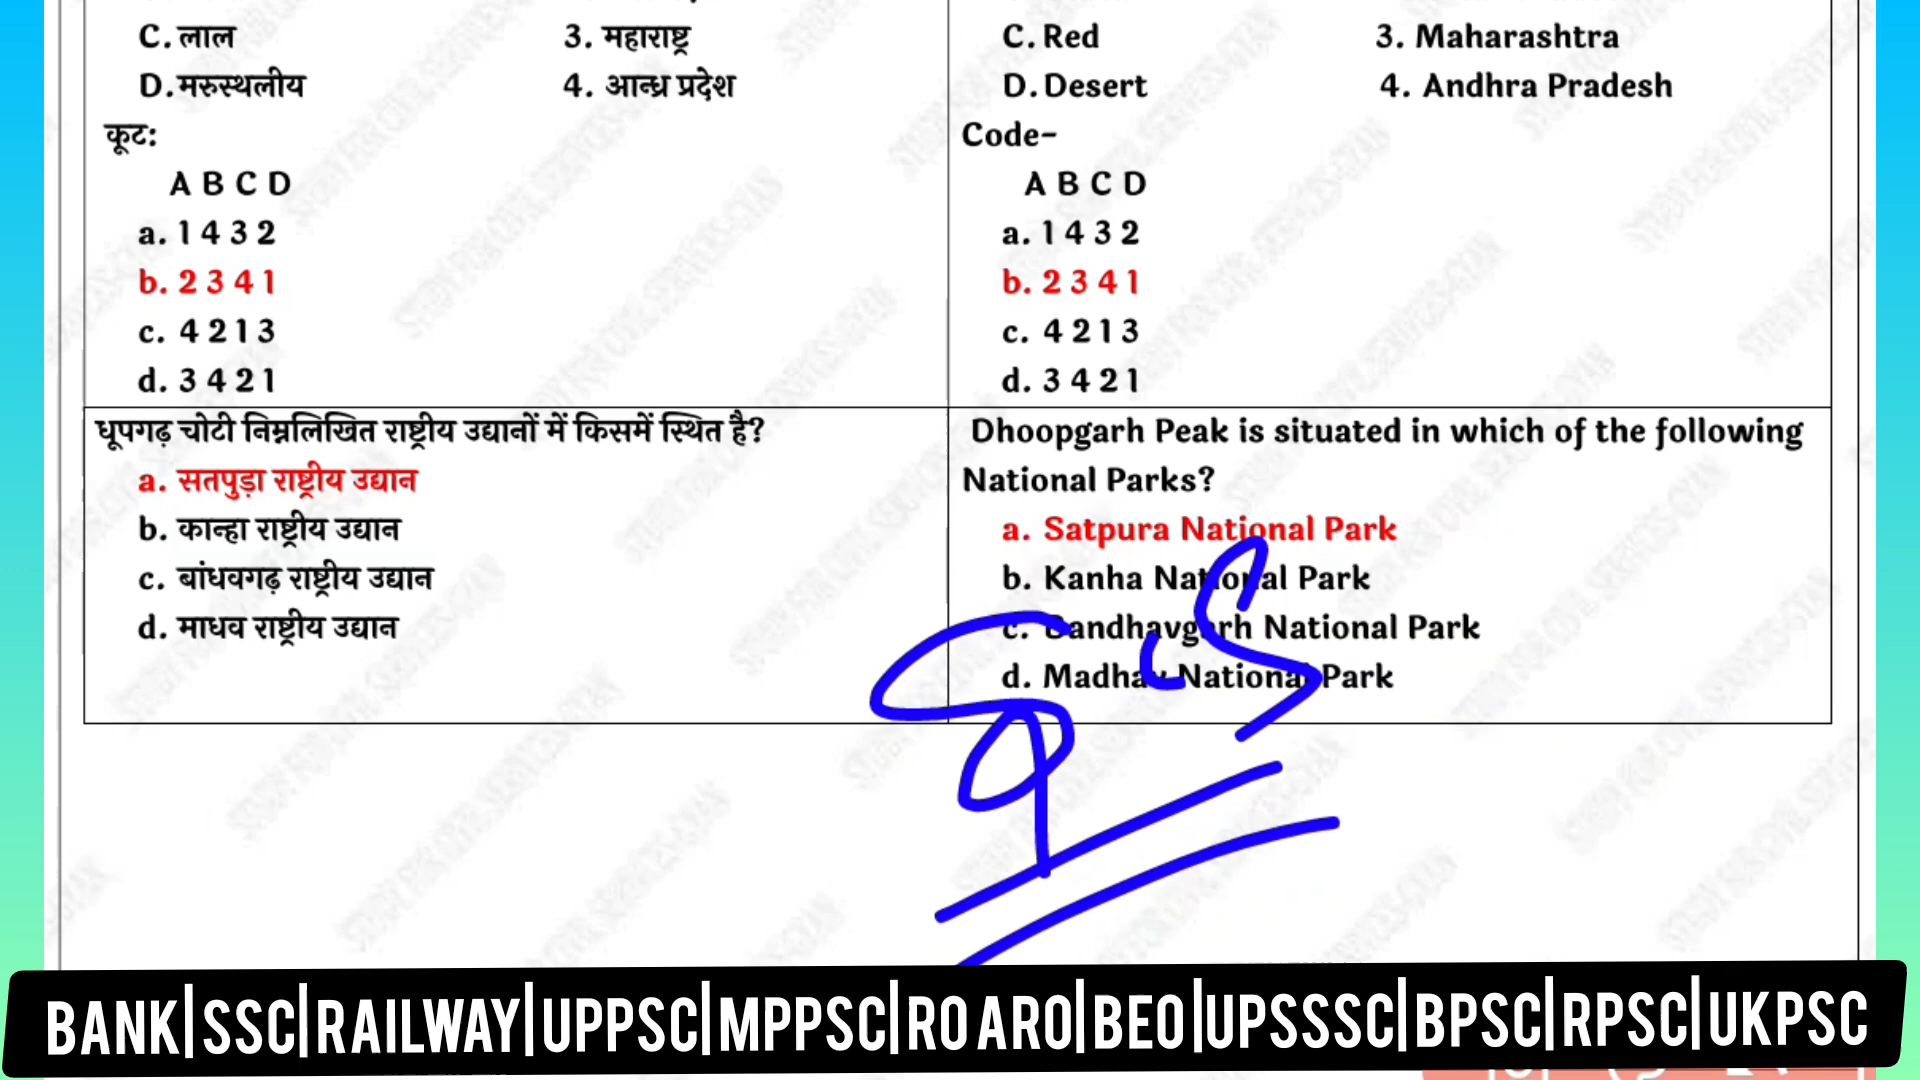 C. लाल 3. महाराष्ट्र
D. मरुस्थलीय 4. आन्ध्र प्रदेश
कूट:
A B C D
a. 1 4 3 2
b. 2 3 4 1
c. 4 2 1 3
d. 3 4 2 1
C. Red 3. Maharashtra
D. Desert 4. Andhra Pradesh
Code-
A B C D
a. 1 4 3 2
b. 2 3 4 1
c. 4 2 1 3
d. 3 4 2 1
धूपगढ़ चोटी निम्नलिखित राष्ट्रीय उद्यानों में किसमें स्थित है?
a. सतपुड़ा राष्ट्रीय उद्यान
b. कान्हा राष्ट्रीय उद्यान
c. बांधवगढ़ राष्ट्रीय उद्यान
d. माधव राष्ट्रीय उद्यान
Dhoopgarh Peak is situated in which of the following
National Parks?
a. Satpura National Park
b. Kanha National Park
c. Bandhavgarh National Park
d. Madhav National Park
BANK|SSC|RAILWAY|UPPSC|MPPSC|RO ARO|BEO|UPSSSC|BPSC|RPSC|UKPSC